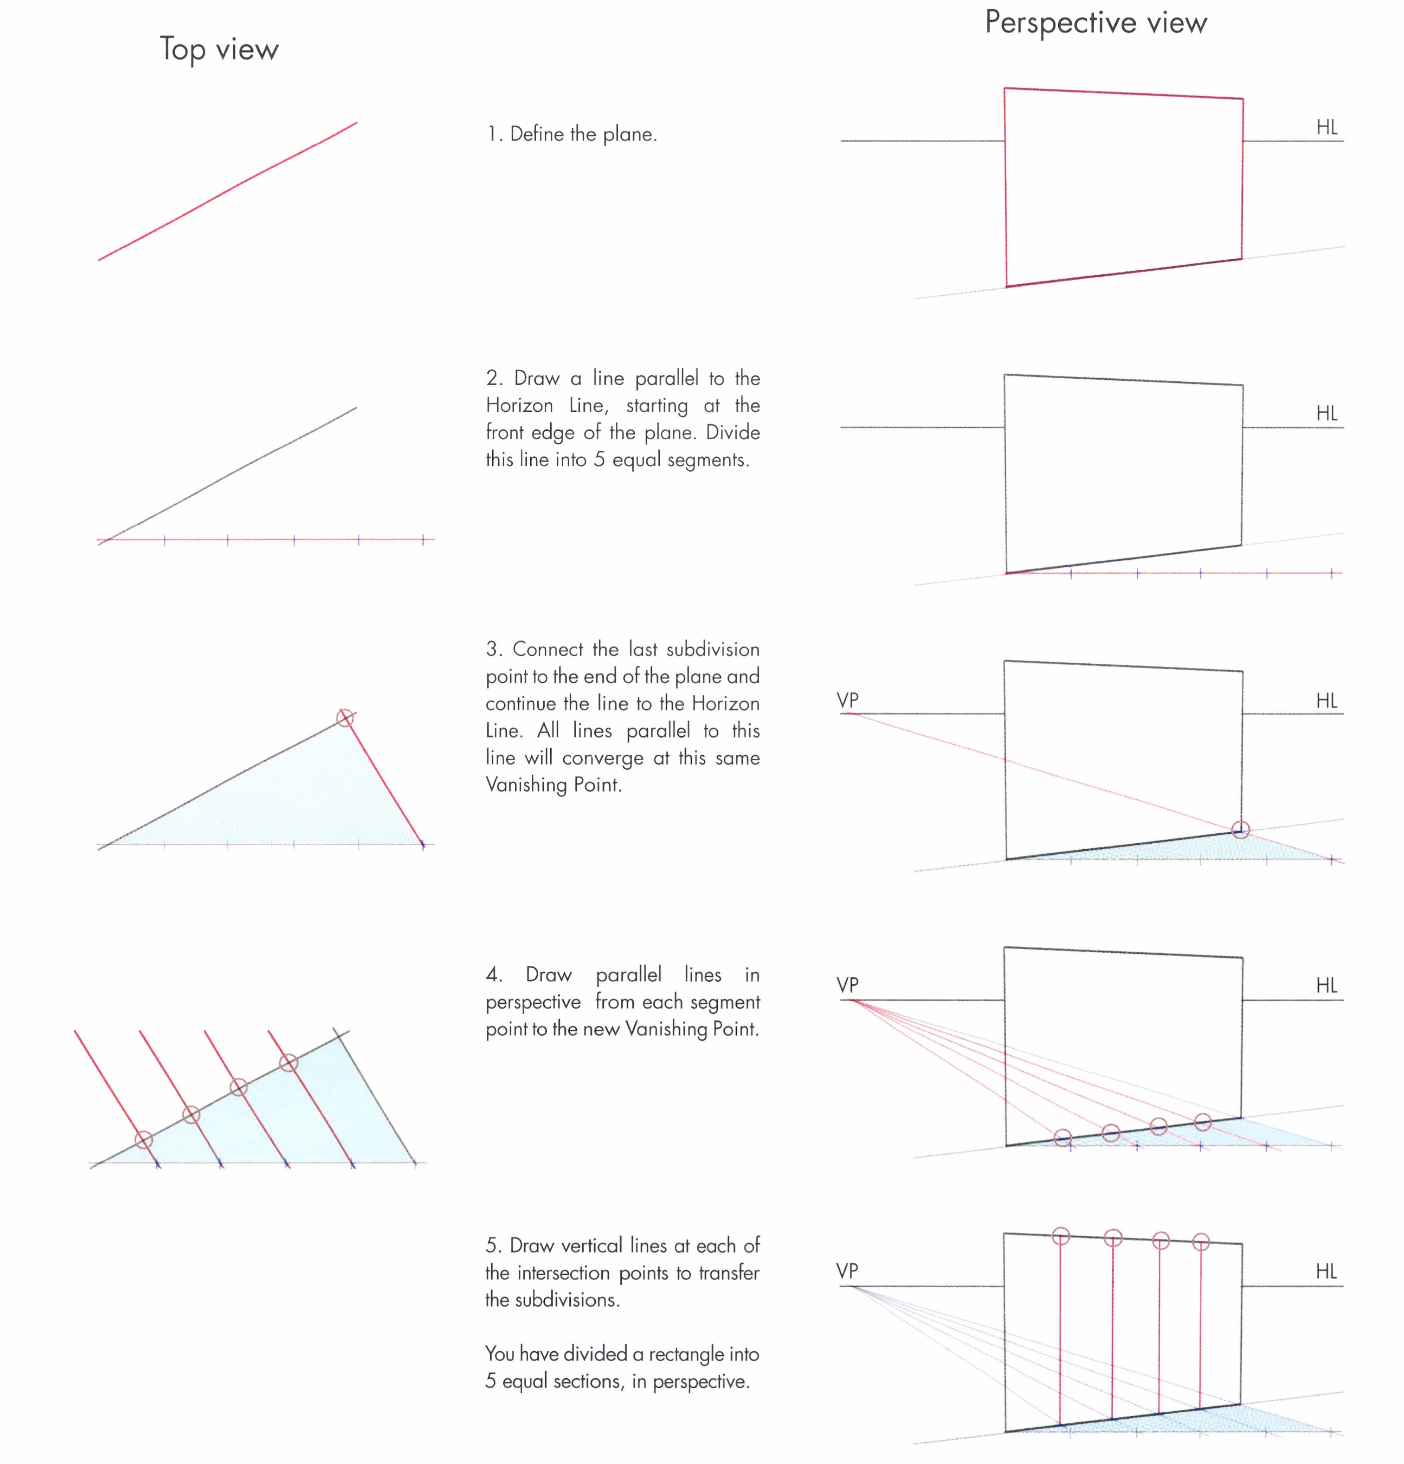 Top view
Perspective view
1. Define the plane.
HL
2. Draw a line parallel to the
Horizon Line, starting at the
front edge of the plane. Divide
this line into 5 equal segments.
HL
3. Connect the last subdivision
point to the end of the plane and
continue the line to the Horizon
Line. All lines parallel to this
line will converge at this same
Vanishing Point.
VP
HL
4. Draw parallel lines in
perspective from each segment
point to the new Vanishing Point.
VP
HL
5. Draw vertical lines at each of
the intersection points to transfer
the subdivisions.
You have divided a rectangle into
5 equal sections, in perspective.
VP
HL